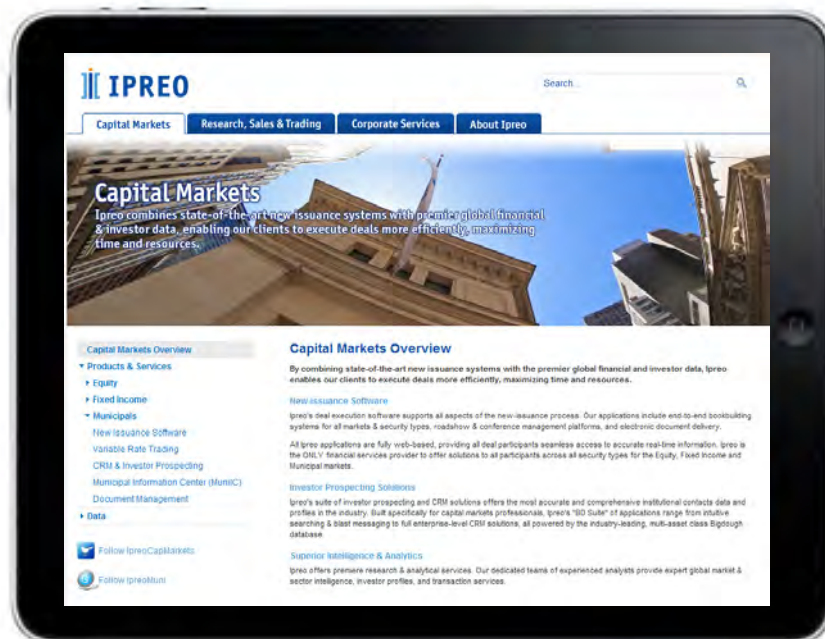 IPREO
Search...
Capital Markets
Research, Sales & Trading
Corporate Services
About Ipreo
Capital Markets
Ipreo combines state-of-the-art new issuance systems with premier global financial
& investor data, enabling our clients to execute deals more efficiently, maximizing
time and resources.
Capital Markets Overview
Products & Services
Equity
Fixed Income
Municipals
New Issuance Software
Variable Rate Trading
CRM & Investor Prospecting
Municipal Information Center (MuniIC)
Document Management
Data
Follow IpreoCapMarkets
Follow IpreoMuni
Capital Markets Overview
By combining state-of-the-art new issuance systems with the premier global financial and investor data, Ipreo
enables our clients to execute deals more efficiently, maximizing time and resources.
New-issuance Software
Ipreo's deal execution software supports all aspects of the new-issuance process. Our applications include end-to-end bookbuilding
systems for all markets & security types, roadshow & conference management platforms, and electronic document delivery.
All Ipreo applications are fully web-based, providing all deal participants seamless access to accurate real-time information. Ipreo is
the ONLY financial services provider to offer solutions to all participants across all security types for the Equity, Fixed Income and
Municipal markets.
Investor Prospecting Solutions
Ipreo's suite of investor prospecting and CRM solutions offers the most accurate and comprehensive institutional contacts data and
profiles in the industry. Built specifically for capital markets professionals, Ipreo's "BD Suite" of applications range from intuitive
searching & blast messaging to full enterprise-level CRM solutions, all powered by the industry-leading, multi-asset class Bigdough
database.
Superior Intelligence & Analytics
Ipreo offers premiere research & analytical services. Our dedicated teams of experienced analysts provide expert global market &
sector intelligence, investor profiles, and transaction services.